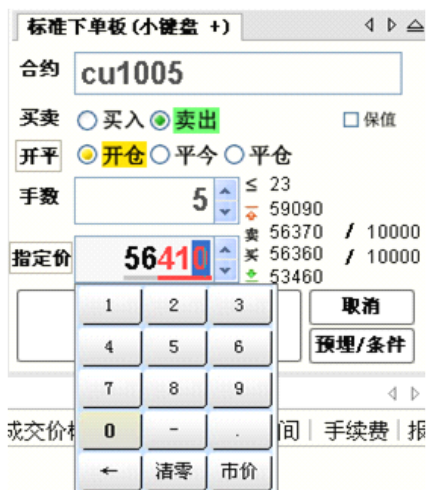 标准下单板(小键盘 +)
合约 cu1005
买卖 买入 卖出 保值
开平 开仓 平今 平仓
手数 5 ≤ 23
59090
卖 56370 / 10000
指定价 56410 买 56360 / 10000
53460
1 2 3 取消
4 5 6 预埋/条件
7 8 9
成交价 0 - . 间 手续费 报
← 清零 市价